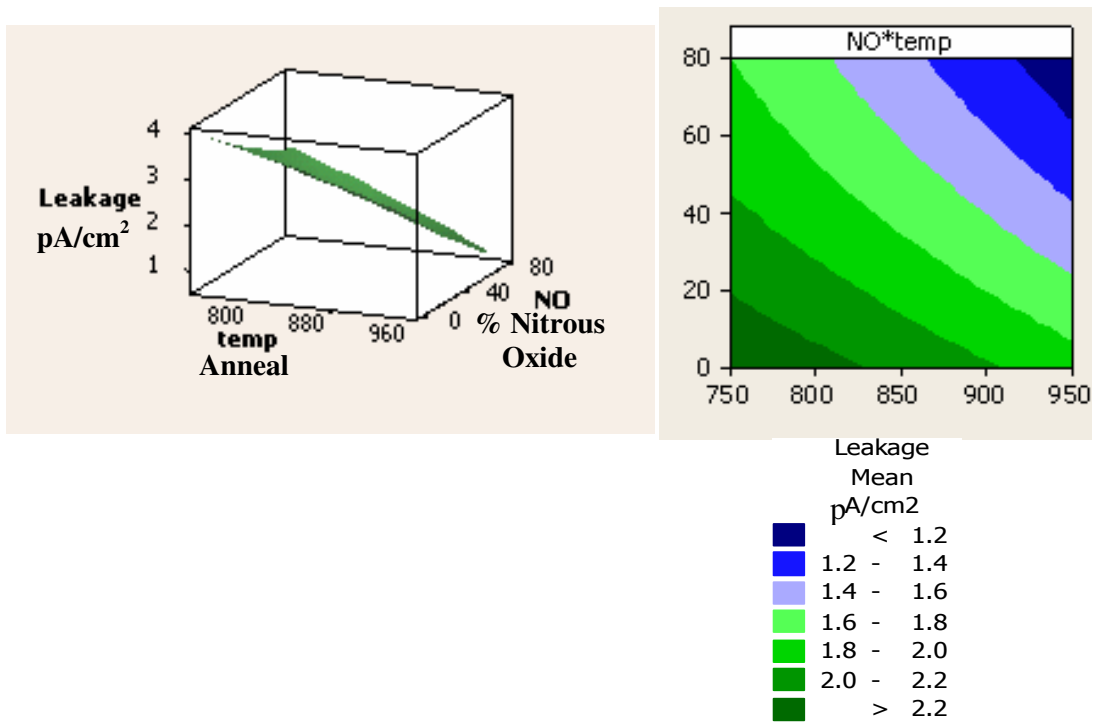 4
3
Leakage
pA/cm2 2
1
800
880
960
temp
Anneal
80
40 NO
0 % Nitrous
Oxide
NO*temp
80
60
40
20
0
750 800 850 900 950
Leakage
Mean
pA/cm2
< 1.2
1.2 - 1.4
1.4 - 1.6
1.6 - 1.8
1.8 - 2.0
2.0 - 2.2
> 2.2